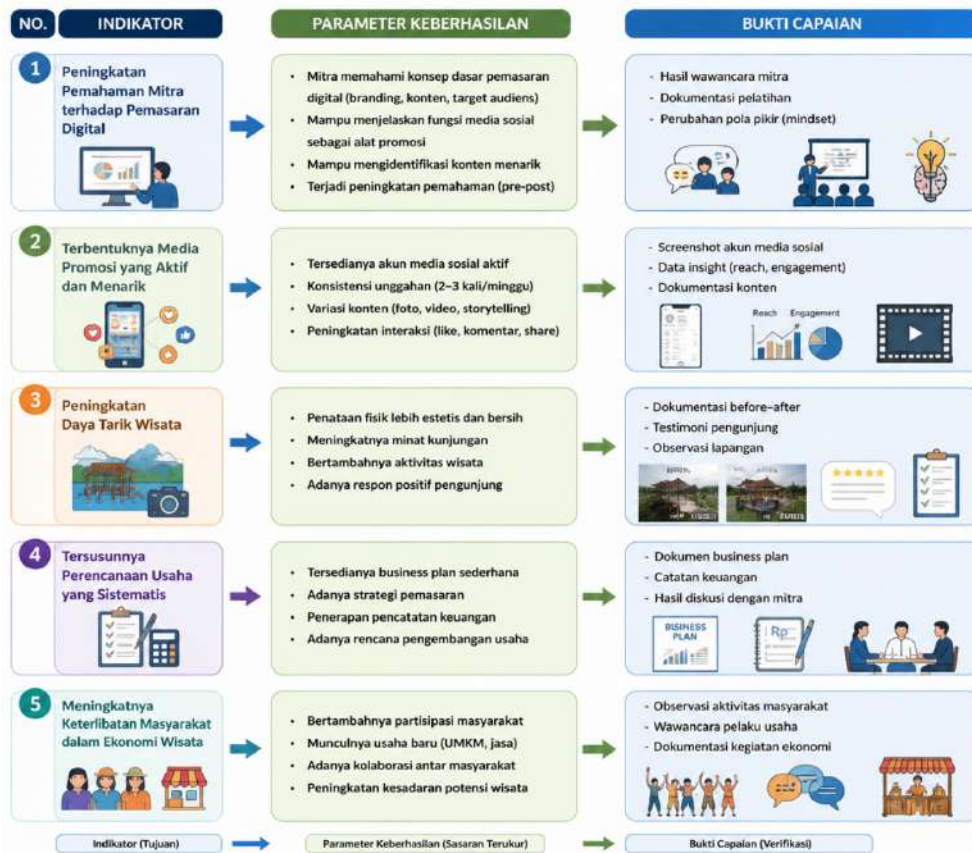 NO.
INDIKATOR
PARAMETER KEBERHASILAN
BUKTI CAPAIAN
1
Peningkatan
Pemahaman Mitra
terhadap Pemasaran
Digital
• Mitra memahami konsep dasar pemasaran
digital (branding, konten, target audiens)
• Mampu menjelaskan fungsi media sosial
sebagai alat promosi
• Mampu mengidentifikasi konten menarik
• Terjadi peningkatan pemahaman (pre-post)
- Hasil wawancara mitra
- Dokumentasi pelatihan
- Perubahan pola pikir (mindset)
2
Terbentuknya Media
Promosi yang Aktif
dan Menarik
• Tersedianya akun media sosial aktif
• Konsistensi unggahan (2–3 kali/minggu)
• Variasi konten (foto, video, storytelling)
• Peningkatan interaksi (like, komentar, share)
- Screenshot akun media sosial
- Data insight (reach, engagement)
- Dokumentasi konten
Reach
Engagement
3
Peningkatan
Daya Tarik Wisata
• Penataan fisik lebih estetis dan bersih
• Meningkatnya minat kunjungan
• Bertambahnya aktivitas wisata
• Adanya respon positif pengunjung
- Dokumentasi before–after
- Testimoni pengunjung
- Observasi lapangan
4
Tersusunnya
Perencanaan Usaha
yang Sistematis
• Tersedianya business plan sederhana
• Adanya strategi pemasaran
• Penerapan pencatatan keuangan
• Adanya rencana pengembangan usaha
- Dokumen business plan
- Catatan keuangan
- Hasil diskusi dengan mitra
BUSINESS
PLAN
Rp
5
Meningkatnya
Keterlibatan Masyarakat
dalam Ekonomi Wisata
• Bertambahnya partisipasi masyarakat
• Munculnya usaha baru (UMKM, jasa)
• Adanya kolaborasi antar masyarakat
• Peningkatan kesadaran potensi wisata
- Observasi aktivitas masyarakat
- Wawancara pelaku usaha
- Dokumentasi kegiatan ekonomi
Indikator (Tujuan)
Parameter Keberhasilan (Sasaran Terukur)
Bukti Capaian (Verifikasi)